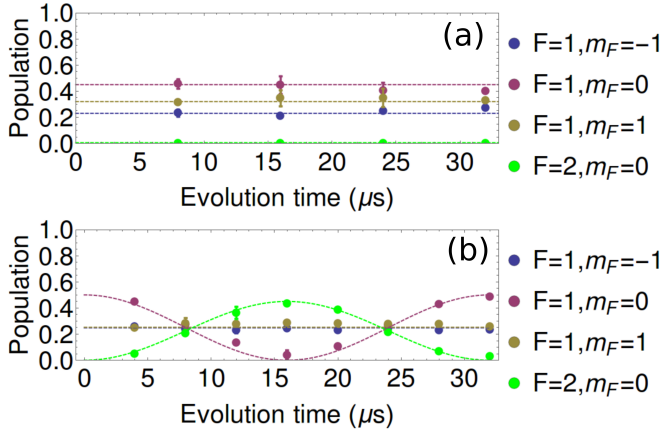 (a)
1.0
0.8
0.6
0.4
0.2
0.0
Population
0 5 10 15 20 25 30
Evolution time (μs)
F=1,mF=−1
F=1,mF=0
F=1,mF=1
F=2,mF=0
(b)
1.0
0.8
0.6
0.4
0.2
0.0
Population
0 5 10 15 20 25 30
Evolution time (μs)
F=1,mF=−1
F=1,mF=0
F=1,mF=1
F=2,mF=0